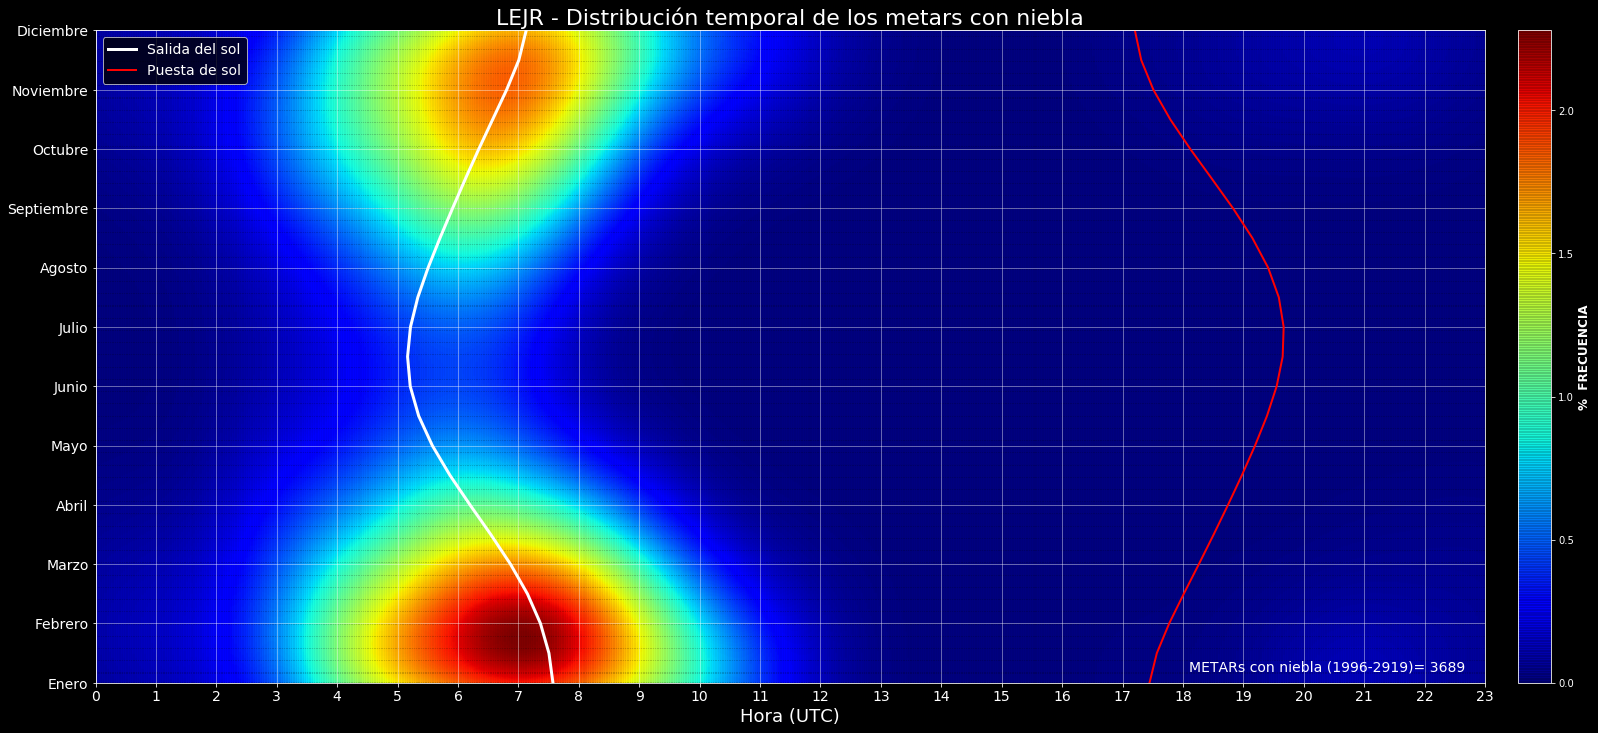 LEJR - Distribución temporal de los metars con niebla
Salida del sol
Puesta de sol
Diciembre
Noviembre
Octubre
Septiembre
Agosto
Julio
Junio
Mayo
Abril
Marzo
Febrero
Enero
METARs con niebla (1996-2919)= 3689
0 1 2 3 4 5 6 7 8 9 10 11 12 13 14 15 16 17 18 19 20 21 22 23
Hora (UTC)
2.0
1.5
1.0
0.5
0.0
% FRECUENCIA